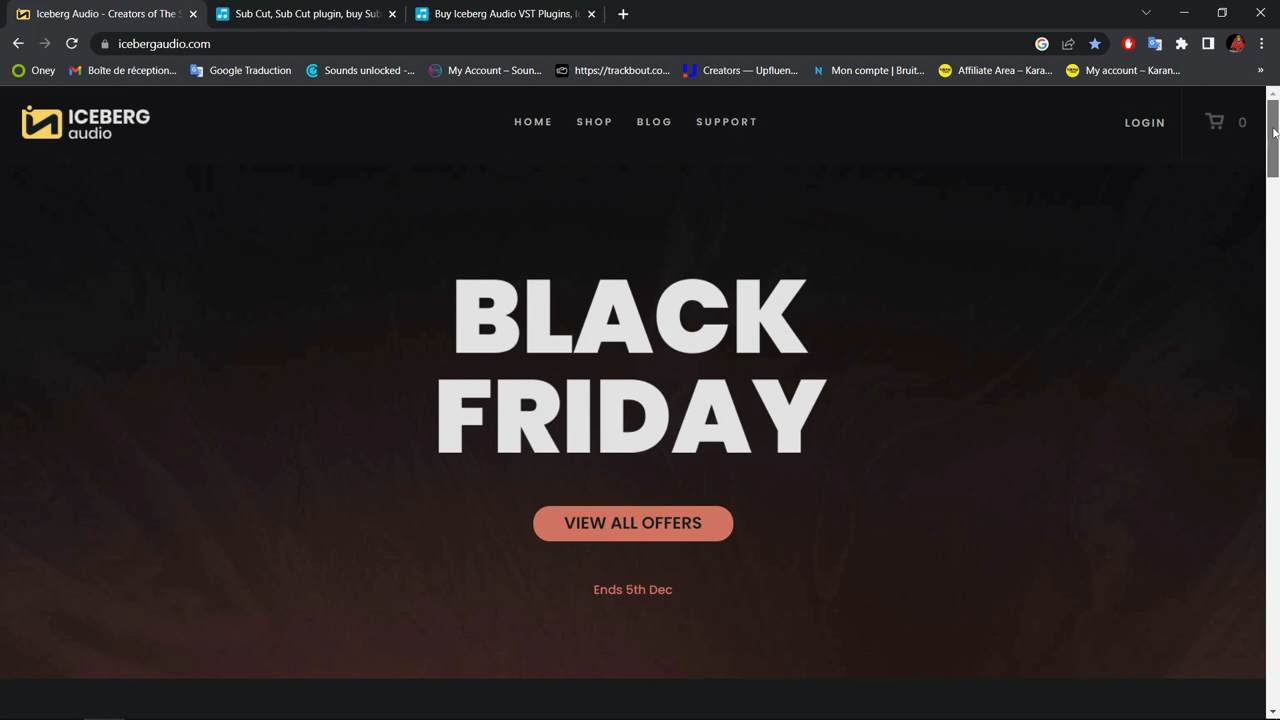 Iceberg Audio - Creators of The S
Sub Cut, Sub Cut plugin, buy Sub
Buy Iceberg Audio VST Plugins, I
icebergaudio.com
Oney
Boîte de réception...
Google Traduction
Sounds unlocked -...
My Account – Soun...
https://trackhout.co...
Creators — Upfluen...
Mon compte | Bruit...
Affiliate Area – Kara...
My account – Karan...
»
ICEBERG
audio
HOME
SHOP
BLOG
SUPPORT
LOGIN
0
BLACK
FRIDAY
VIEW ALL OFFERS
Ends 5th Dec